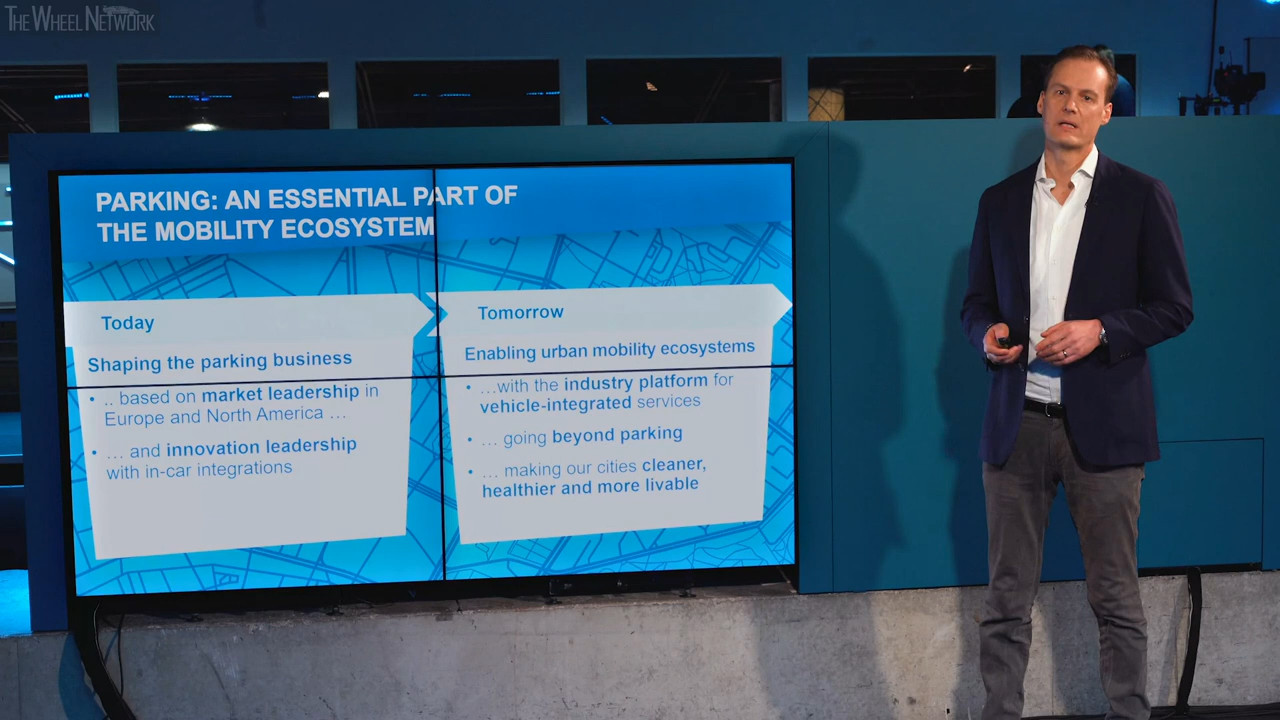 THE WHEEL NETWORK
PARKING: AN ESSENTIAL PART OF
THE MOBILITY ECOSYSTEM
Today
Shaping the parking business
• .. based on market leadership in
Europe and North America …
• … and innovation leadership
with in-car integrations
Tomorrow
Enabling urban mobility ecosystems
• …with the industry platform for
vehicle-integrated services
• … going beyond parking
• … making our cities cleaner,
healthier and more livable